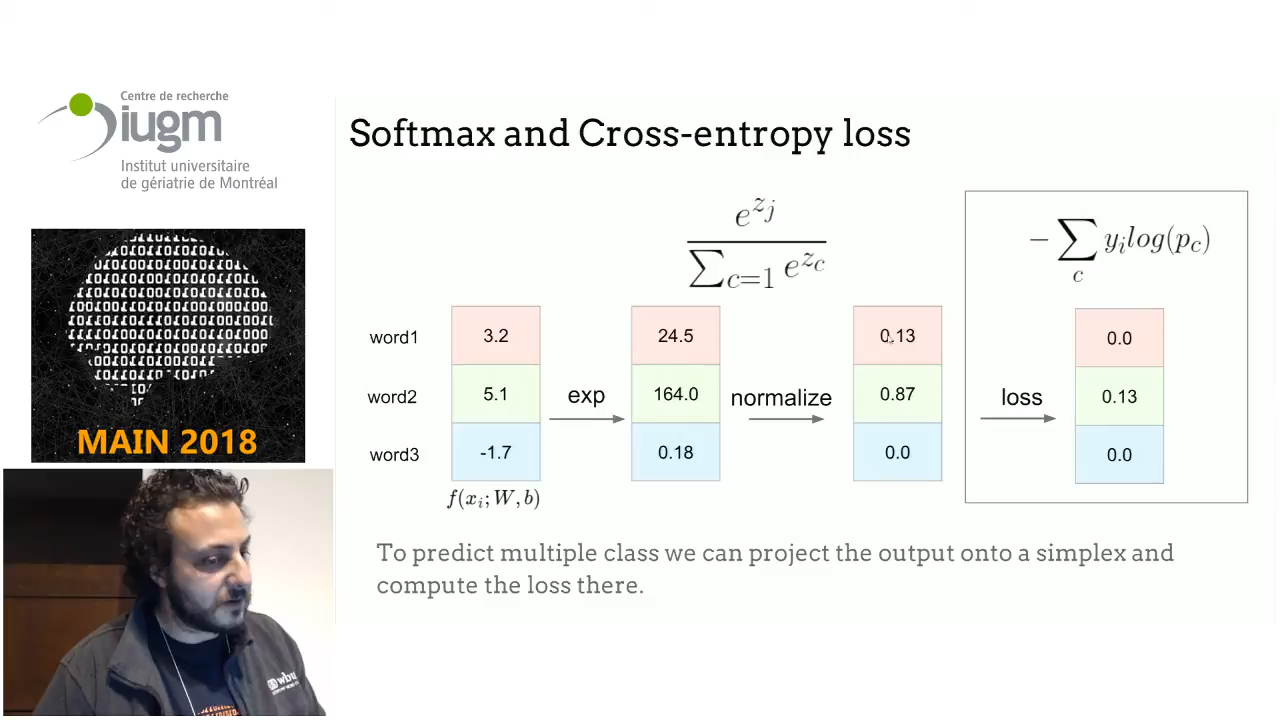 Centre de recherche
iugm
Institut universitaire
de gériatrie de Montréal
MAIN 2018
Softmax and Cross-entropy loss
e^{z_j} / \sum_{c=1} e^{z_c}
- \sum_c y_i log(p_c)
word1 3.2 24.5 0.13 0.0
word2 5.1 exp 164.0 normalize 0.87 loss 0.13
word3 -1.7 0.18 0.0 0.0
f(x_i; W, b)
To predict multiple class we can project the output onto a simplex and
compute the loss there.